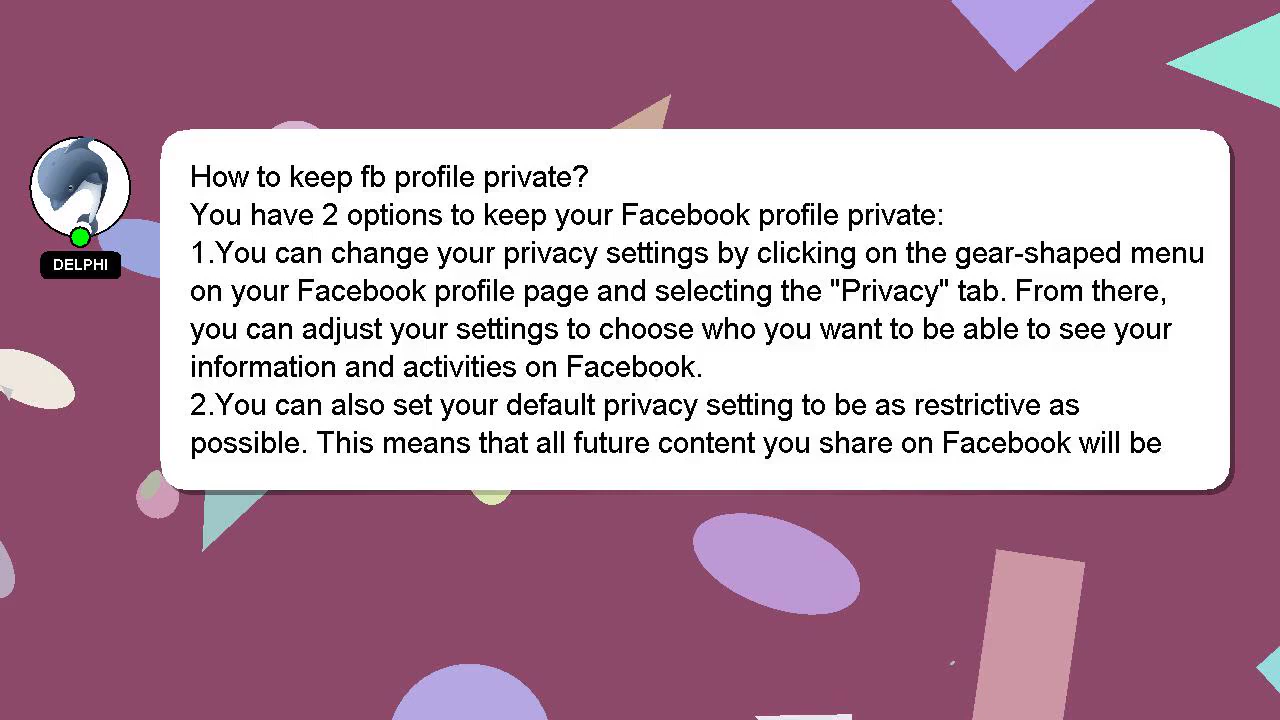 How to keep fb profile private?
You have 2 options to keep your Facebook profile private:
1.You can change your privacy settings by clicking on the gear-shaped menu
on your Facebook profile page and selecting the "Privacy" tab. From there,
you can adjust your settings to choose who you want to be able to see your
information and activities on Facebook.
2.You can also set your default privacy setting to be as restrictive as
possible. This means that all future content you share on Facebook will be
DELPHI